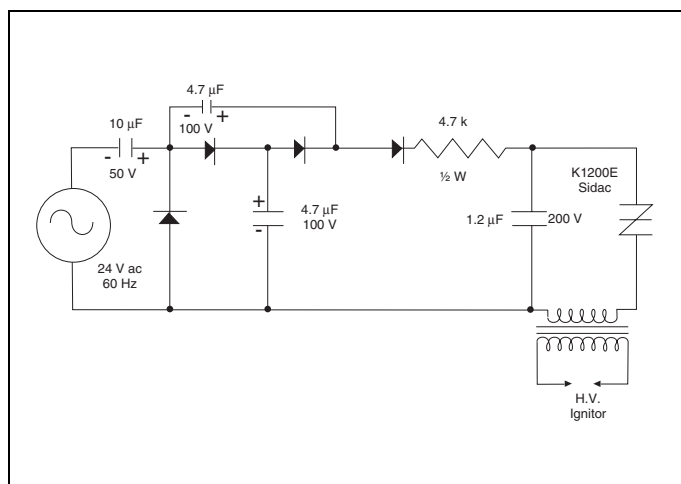 4.7 µF
- +
100 V
10 µF
- +
50 V
4.7 k
½ W
K1200E
Sidac
+
-
4.7 µF
100 V
1.2 µF
200 V
24 V ac
60 Hz
H.V.
Ignitor